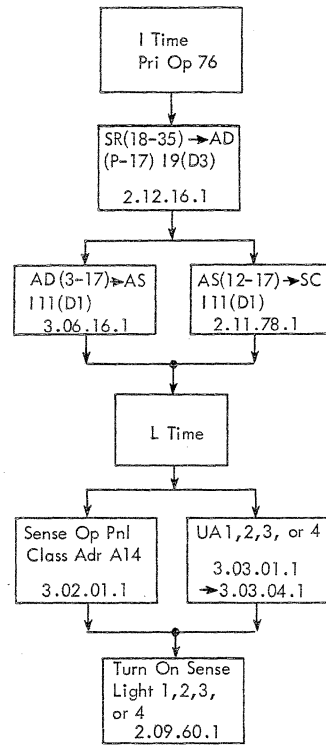 I Time
Pri Op 76
SR(18-35)→AD
(P-17) I9(D3)
2.12.16.1
AD(3-17)→AS
I11(D1)
3.06.16.1
AS(12-17)→SC
I11(D1)
2.11.78.1
L Time
Sense Op Pnl
Class Adr A14
3.02.01.1
UA1,2,3, or 4
3.03.01.1
→3.03.04.1
Turn On Sense
Light 1,2,3,
or 4
2.09.60.1